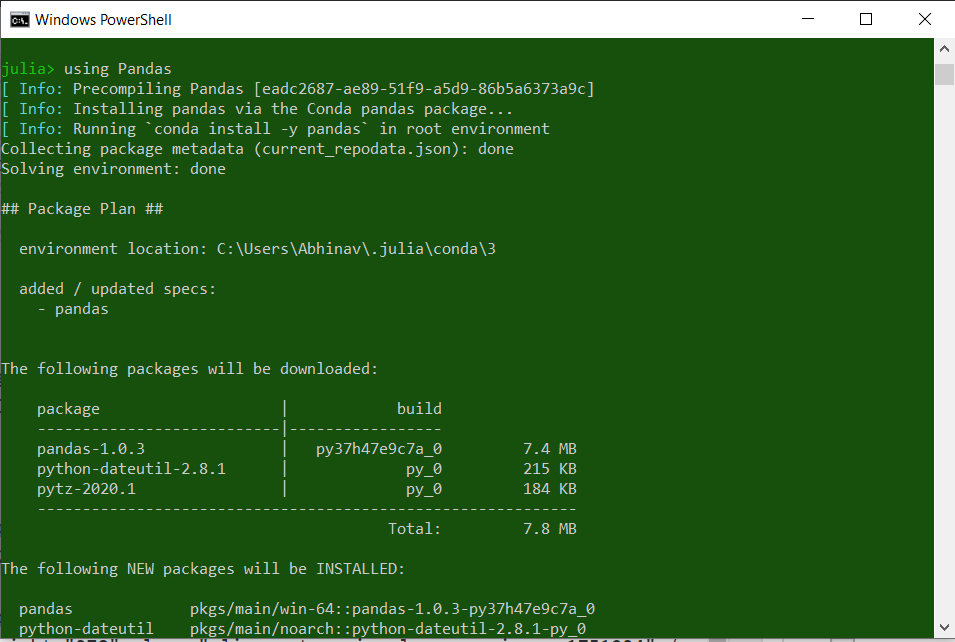 Windows PowerShell
julia> using Pandas
[ Info: Precompiling Pandas [eadc2687-ae89-51f9-a5d9-86b5a6373a9c]
[ Info: Installing pandas via the Conda pandas package...
[ Info: Running `conda install -y pandas` in root environment
Collecting package metadata (current_repodata.json): done
Solving environment: done
## Package Plan ##
environment location: C:\Users\Abhinav\.julia\conda\3
added / updated specs:
- pandas
The following packages will be downloaded:
package | build
---------------------------|-----------------
pandas-1.0.3 | py37h47e9c7a_0 7.4 MB
python-dateutil-2.8.1 | py_0 215 KB
pytz-2020.1 | py_0 184 KB
------------------------------------------------------------
Total: 7.8 MB
The following NEW packages will be INSTALLED:
pandas pkgs/main/win-64::pandas-1.0.3-py37h47e9c7a_0
python-dateutil pkgs/main/noarch::python-dateutil-2.8.1-py_0